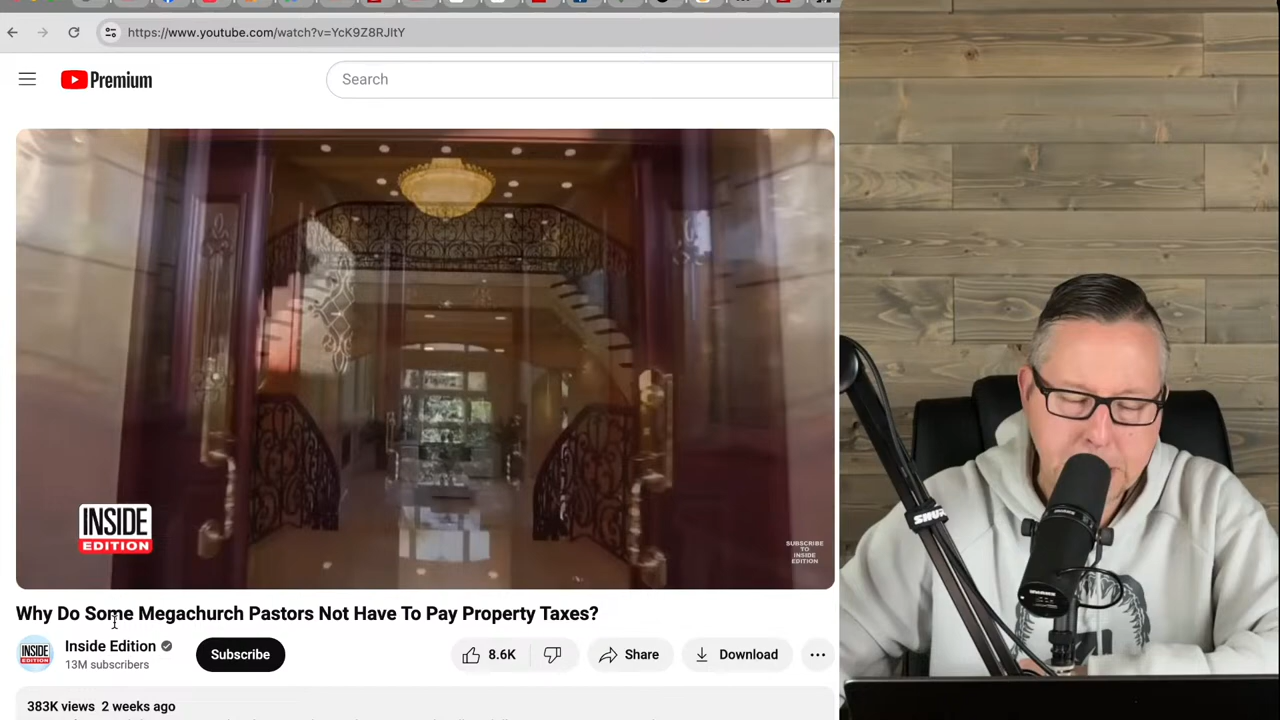 https://www.youtube.com/watch?v=YcK9Z8RJItY
Premium
Search
INSIDE
EDITION
SUBSCRIBE
TO
INSIDE
EDITION
Why Do Some Megachurch Pastors Not Have To Pay Property Taxes?
INSIDE
EDITION
Inside Edition
13M subscribers
Subscribe
8.6K
Share
Download
383K views 2 weeks ago
SHURE